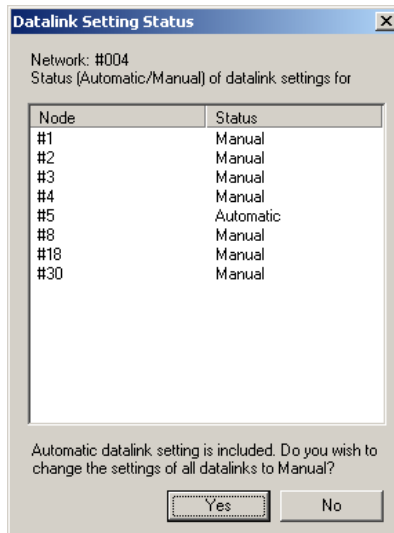 Datalink Setting Status
Network: #004
Status (Automatic/Manual) of datalink settings for
Node Status
#1 Manual
#2 Manual
#3 Manual
#4 Manual
#5 Automatic
#8 Manual
#18 Manual
#30 Manual
Automatic datalink setting is included. Do you wish to
change the settings of all datalinks to Manual?
Yes No